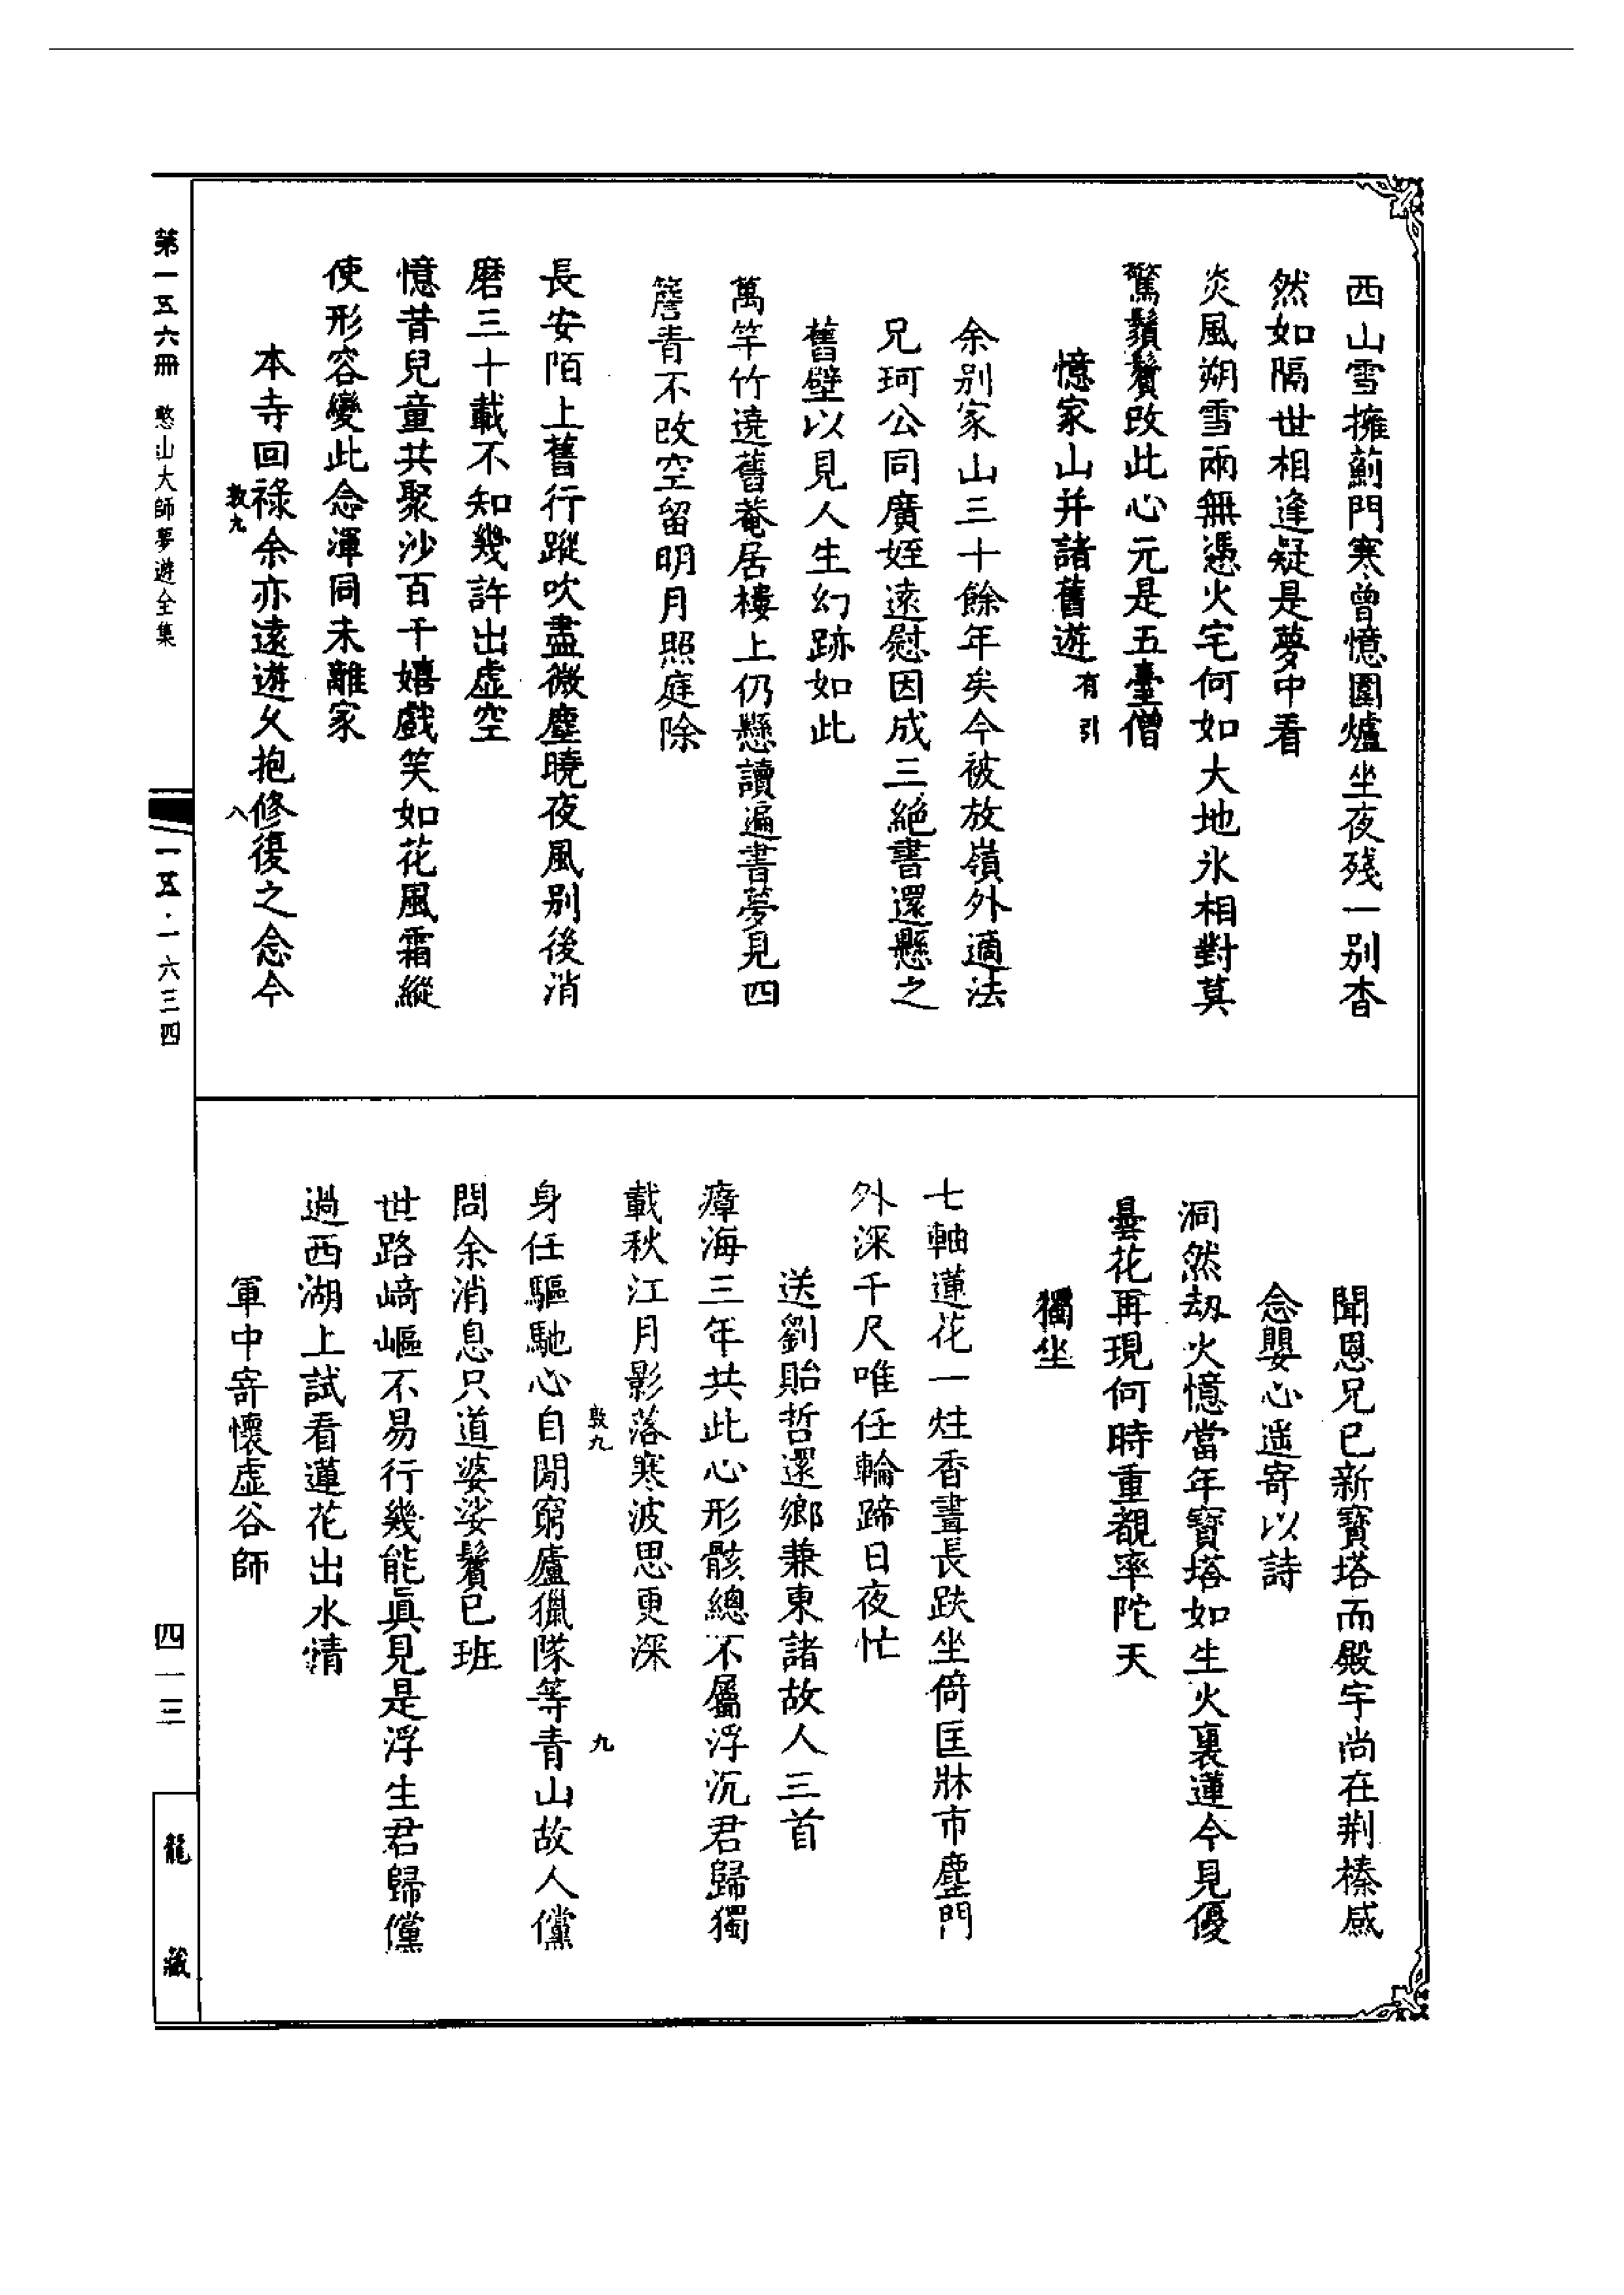 西山雪擁薊門寒曾憶圍爐坐夜殘一別杳
然如隔世相逢疑是夢中看
炎風朔雪兩無憑火宅何如大地氷相對莫
驚鬚鬢改此心元是五臺僧
憶家山并諸舊遊有引
余別家山三十餘年矣今被放嶺外適法
兄珂公同廣姪遠慰因成三絕書還懸之
舊壁以見人生幻跡如此
萬竿竹遶舊菴居樓上仍懸讀遍書夢見四
簷青不改空留明月照庭除
長安陌上舊行蹤吹盡微塵曉夜風別後消
磨三十載不知幾許出虛空
憶昔兒童共聚沙百千嬉戲笑如花風霜縱
使形容變此念渾同未離家
本寺回祿余亦遠遊久抱修復之念今
敦九
八
聞恩兄已新寶塔而殿宇尚在荆榛感
念嬰心遥寄以詩
洞然劫火憶當年寶塔如生火裏蓮今見優
曇花再現何時重覩率陀天
獨坐
七軸蓮花一炷香晝長趺坐倚匡牀市塵門
外深千尺唯任輪蹄日夜忙
送劉貽哲還鄉兼東諸故人三首
瘴海三年共此心形骸總不屬浮沉君歸獨
載秋江月影落寒波思更深
敦九
九
身任驅馳心自閒窮廬獵隊等青山故人儻
問余消息只道婆娑鬢已班
世路﨑嶇不易行幾能眞見是浮生君歸儻
過西湖上試看蓮花出水情
軍中寄懷虛谷師
第一五六冊 憨山大師夢遊全集
一五·一六三四
四一三
龍藏